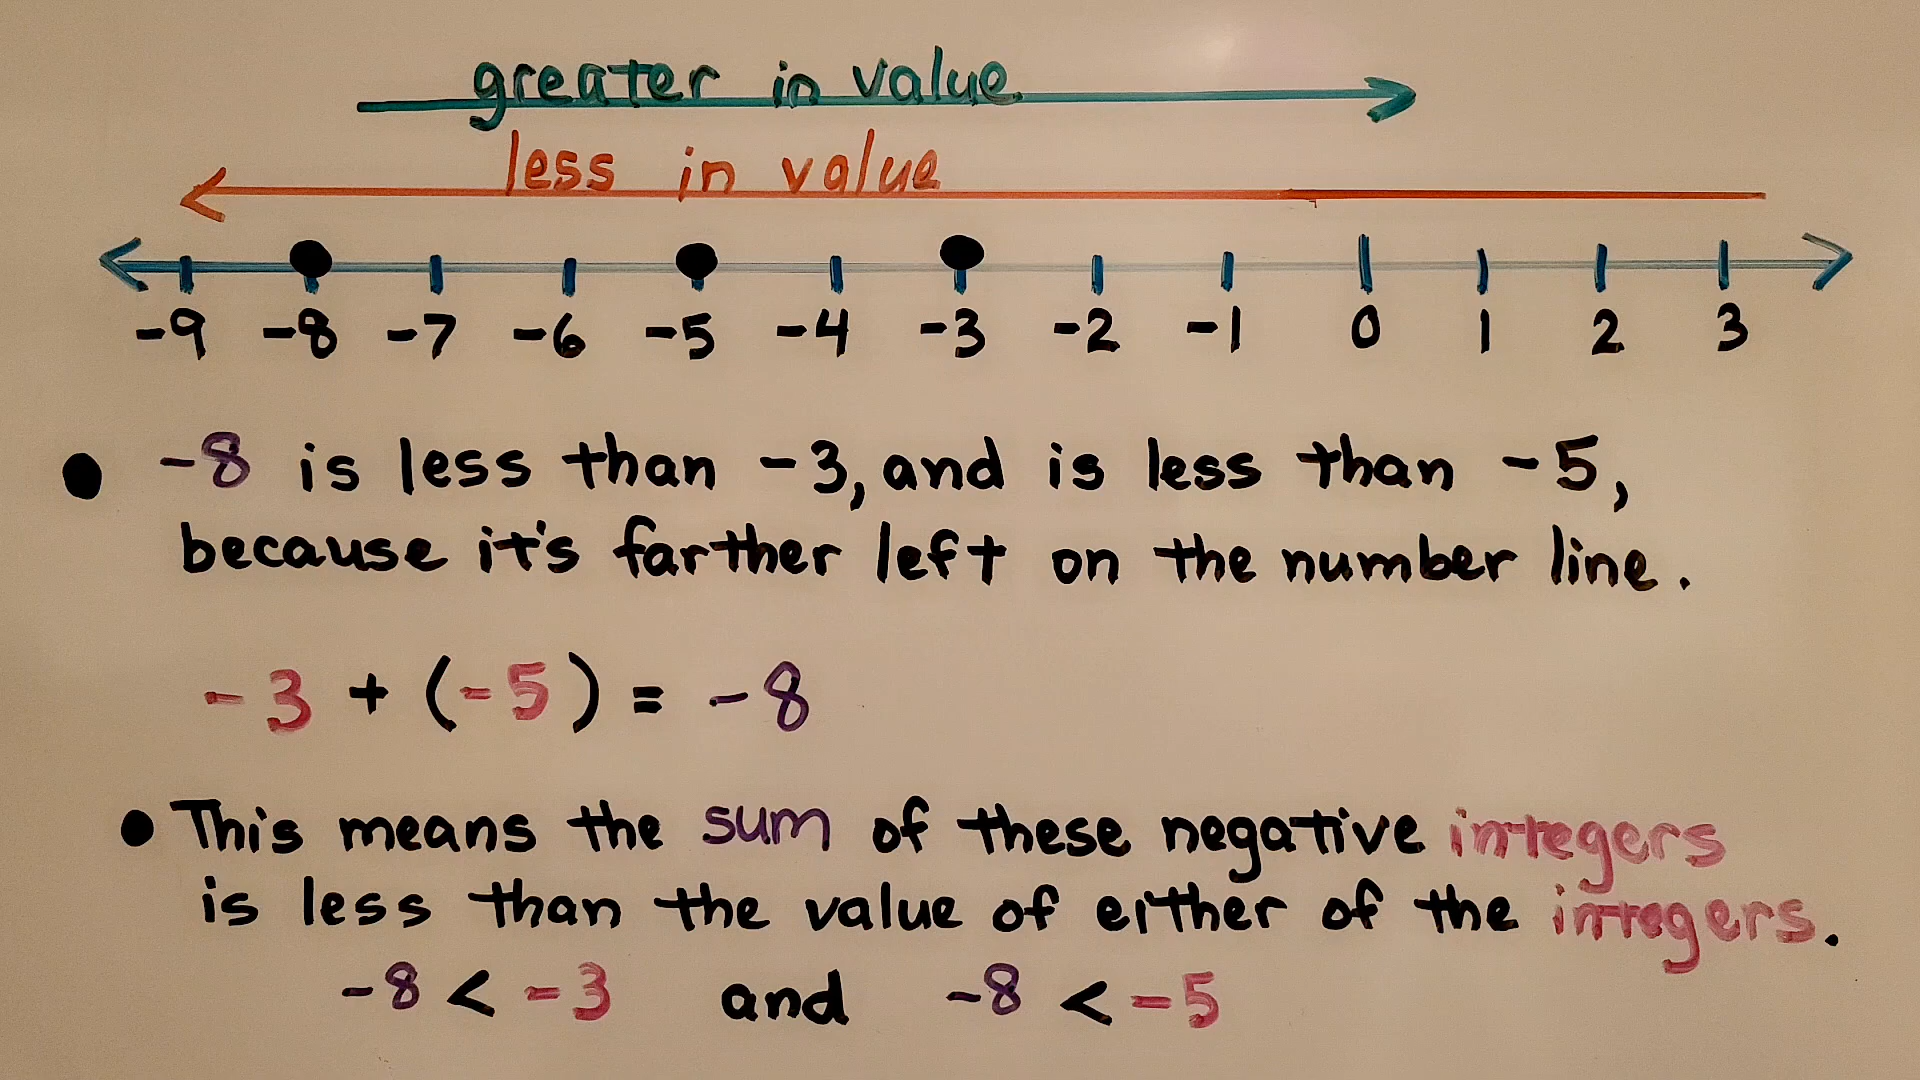 greater in value
less in value
-9 -8 -7 -6 -5 -4 -3 -2 -1 0 1 2 3
• -8 is less than -3, and is less than -5,
because it's farther left on the number line.
-3 + (-5) = -8
• This means the sum of these negative integers
is less than the value of either of the integers.
-8 < -3 and -8 < -5